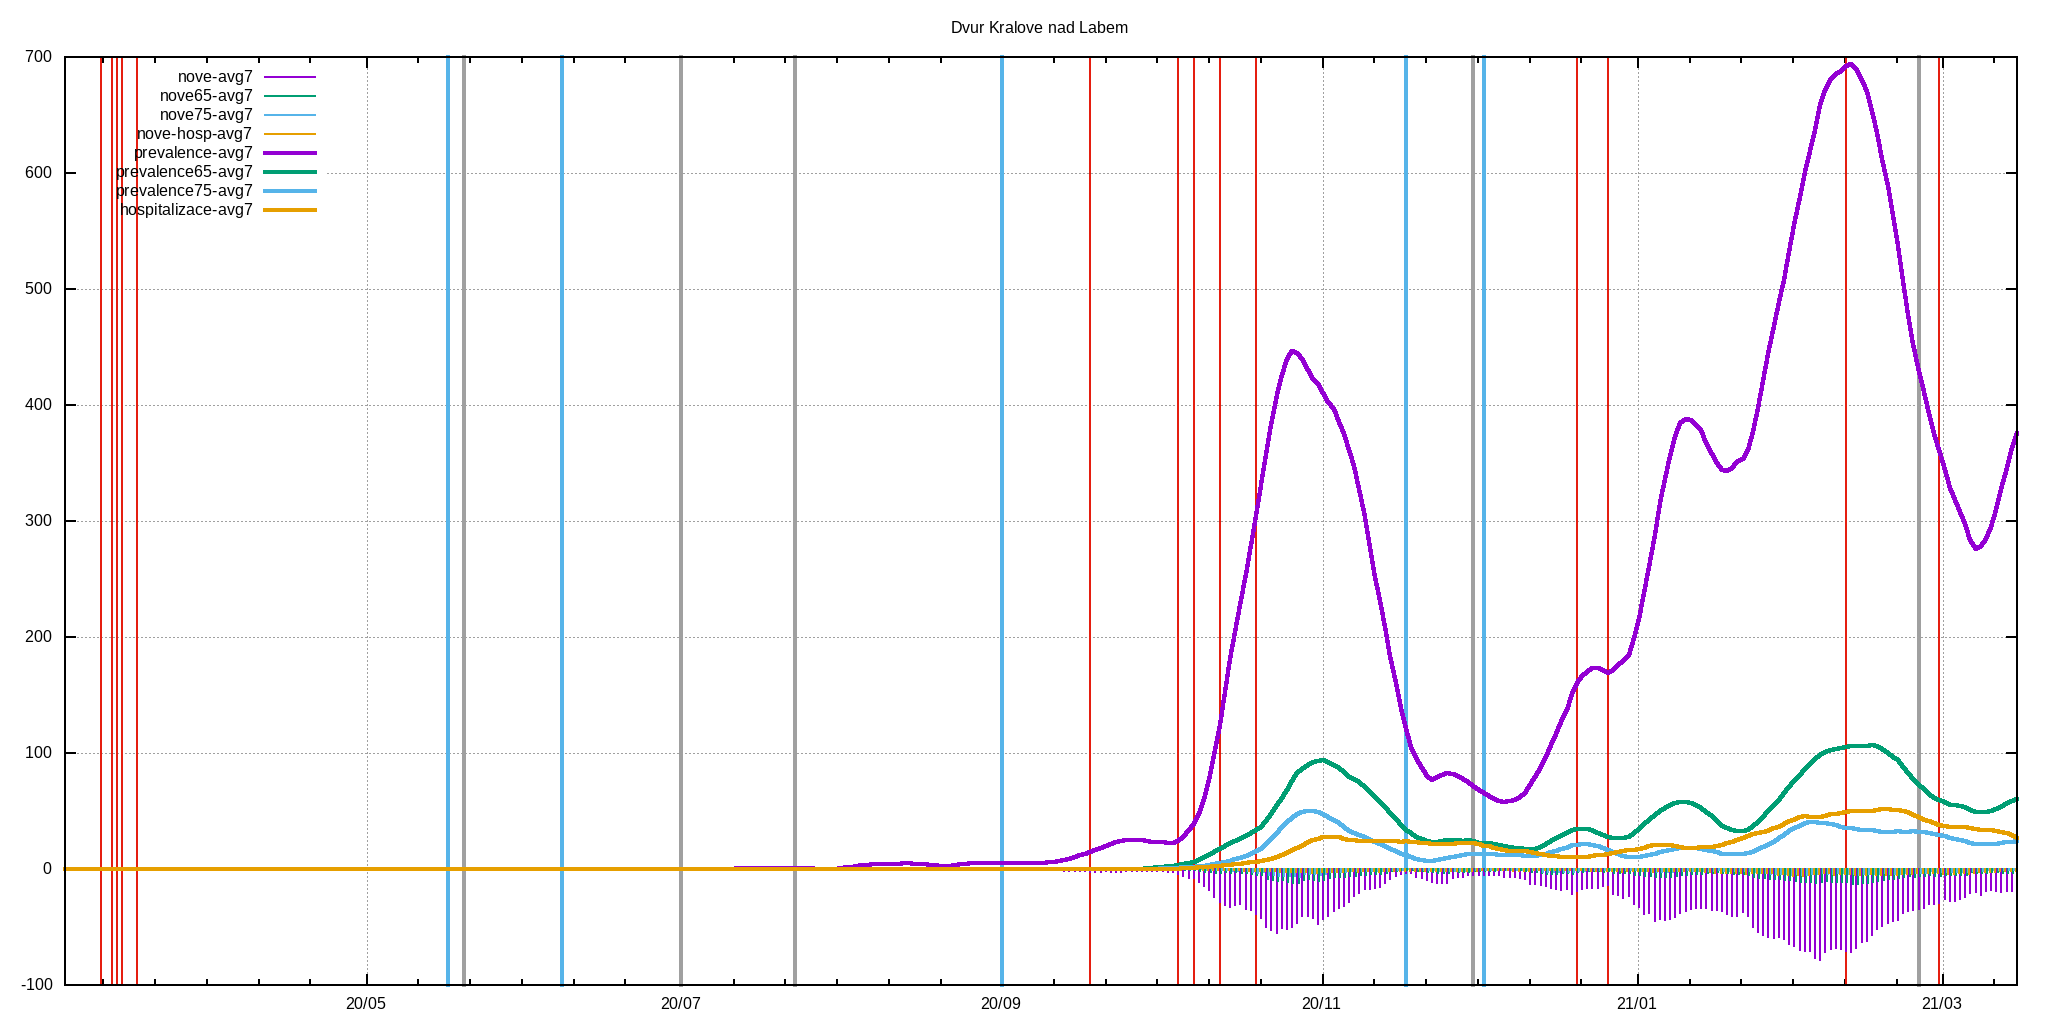 Dvur Kralove nad Labem
700
600
500
400
300
200
100
0
-100
nove-avg7
nove65-avg7
nove75-avg7
nove-hosp-avg7
prevalence-avg7
prevalence65-avg7
prevalence75-avg7
hospitalizace-avg7
20/05 20/07 20/09 20/11 21/01 21/03